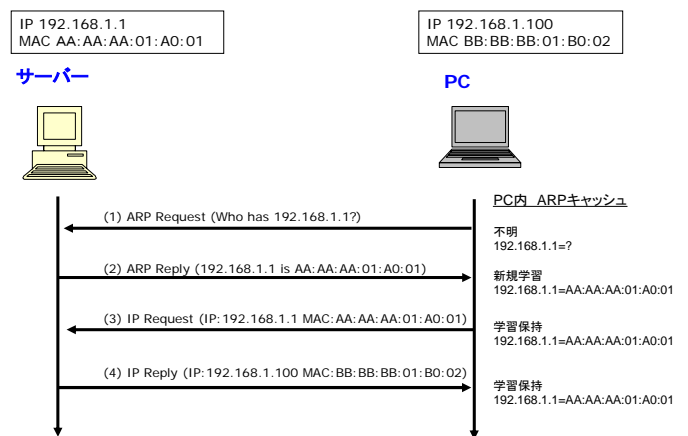 IP 192.168.1.1
MAC AA:AA:AA:01:A0:01
IP 192.168.1.100
MAC BB:BB:BB:01:B0:02
サーバー
PC
PC内 ARPキャッシュ
(1) ARP Request (Who has 192.168.1.1?)
不明
192.168.1.1=?
(2) ARP Reply (192.168.1.1 is AA:AA:AA:01:A0:01)
新規学習
192.168.1.1=AA:AA:AA:01:A0:01
(3) IP Request (IP:192.168.1.1 MAC:AA:AA:AA:01:A0:01)
学習保持
192.168.1.1=AA:AA:AA:01:A0:01
(4) IP Reply (IP:192.168.1.100 MAC:BB:BB:BB:01:B0:02)
学習保持
192.168.1.1=AA:AA:AA:01:A0:01